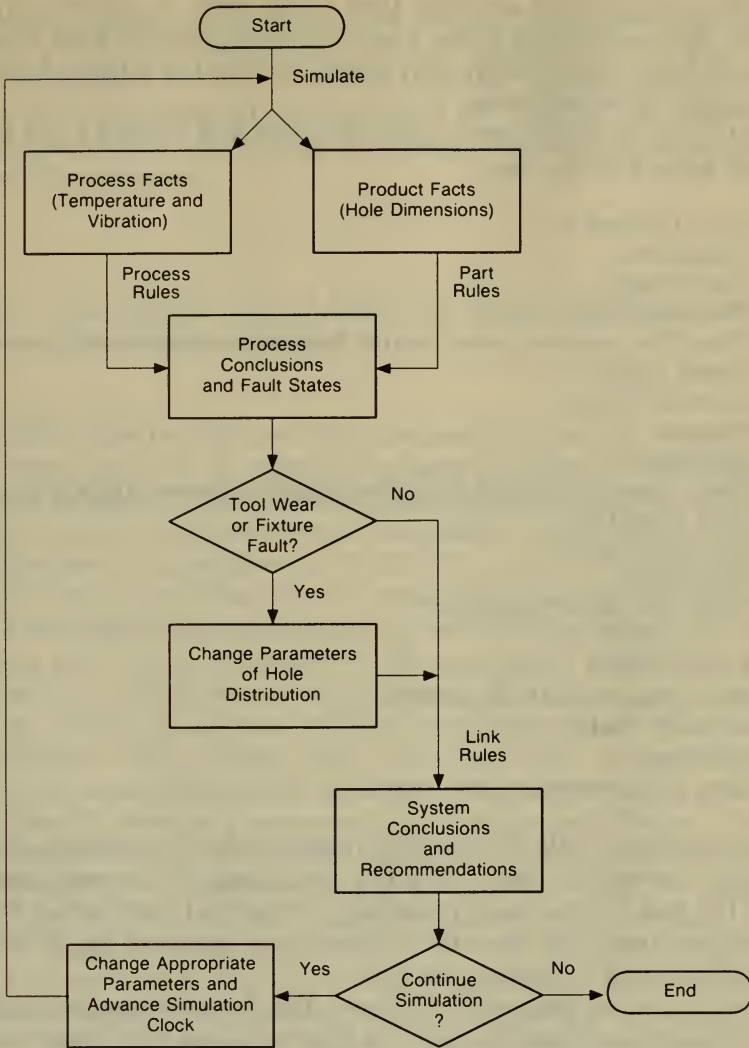 Start
Simulate
Process Facts
(Temperature and
Vibration)
Product Facts
(Hole Dimensions)
Process
Rules
Part
Rules
Process
Conclusions
and Fault States
Tool Wear
or Fixture
Fault?
No
Yes
Change Parameters
of Hole
Distribution
Link
Rules
System
Conclusions
and
Recommendations
Change Appropriate
Parameters and
Advance Simulation
Clock
Yes
Continue
Simulation
?
No
End